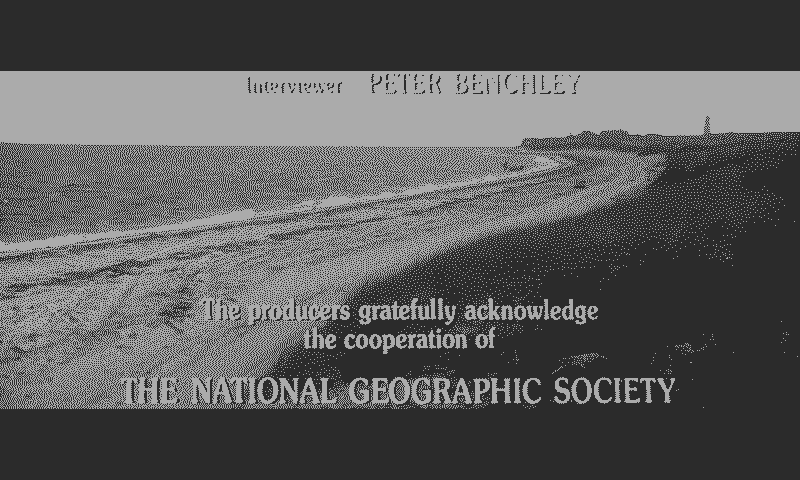 Interviewer PETER BENCHLEY
The producers gratefully acknowledge
the cooperation of
THE NATIONAL GEOGRAPHIC SOCIETY